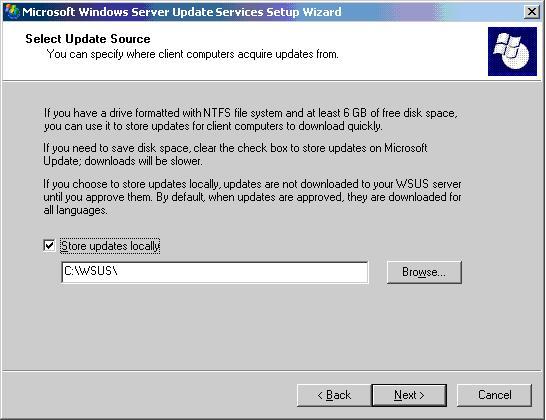 Microsoft Windows Server Update Services Setup Wizard
Select Update Source
You can specify where client computers acquire updates from.
If you have a drive formatted with NTFS file system and at least 6 GB of free disk space,
you can use it to store updates for client computers to download quickly.
If you need to save disk space, clear the check box to store updates on Microsoft
Update; downloads will be slower.
If you choose to store updates locally, updates are not downloaded to your WSUS server
until you approve them. By default, when updates are approved, they are downloaded for
all languages.
Store updates locally
C:\WSUS\
Browse...
< Back
Next >
Cancel